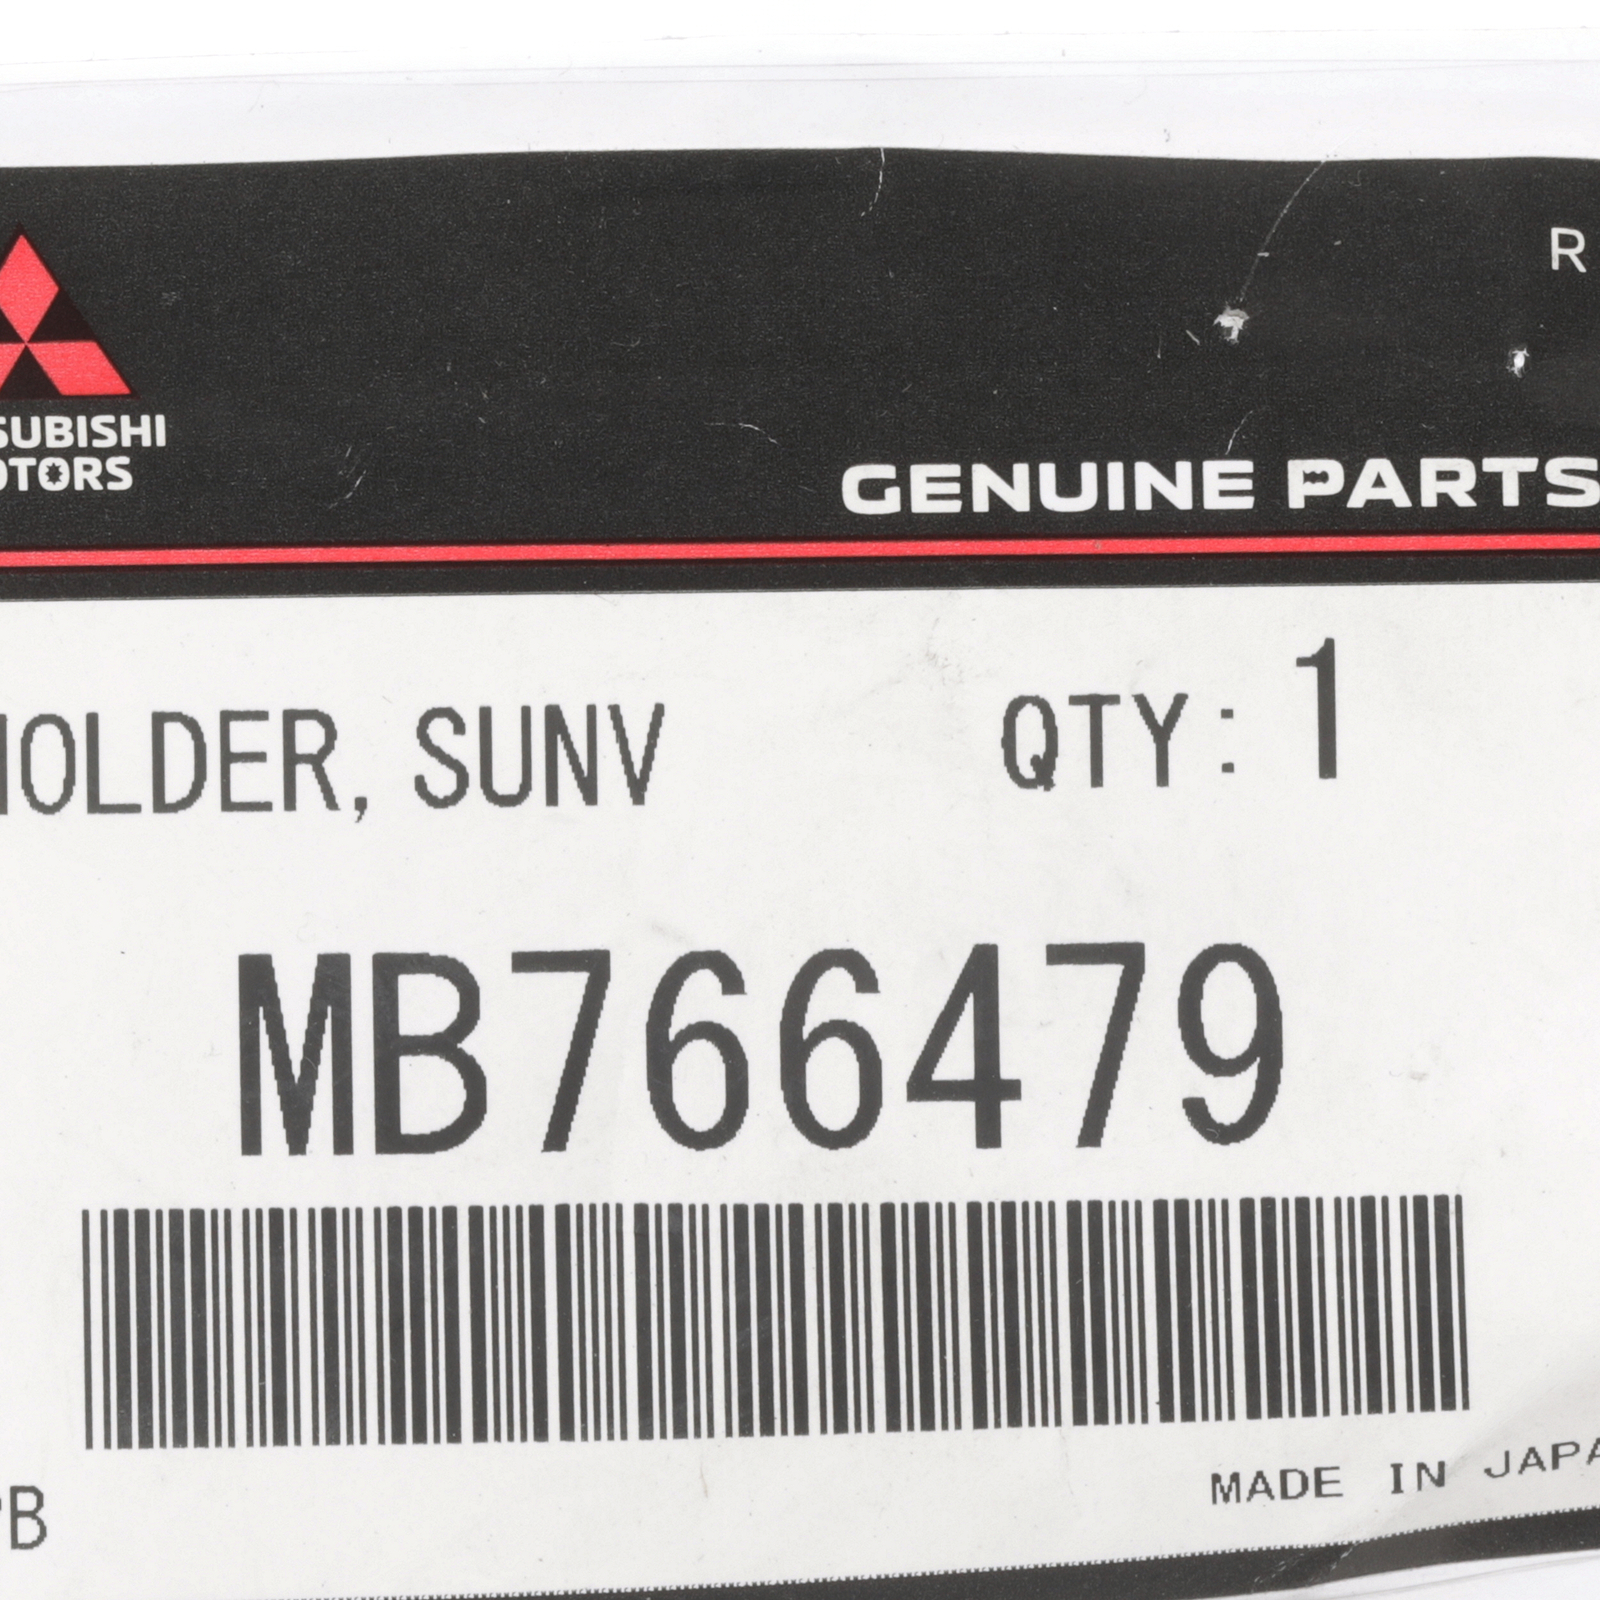 R
SUBISHI
OTORS
GENUINE PARTS
HOLDER, SUNV QTY: 1
MB766479
MADE IN JAPA
B